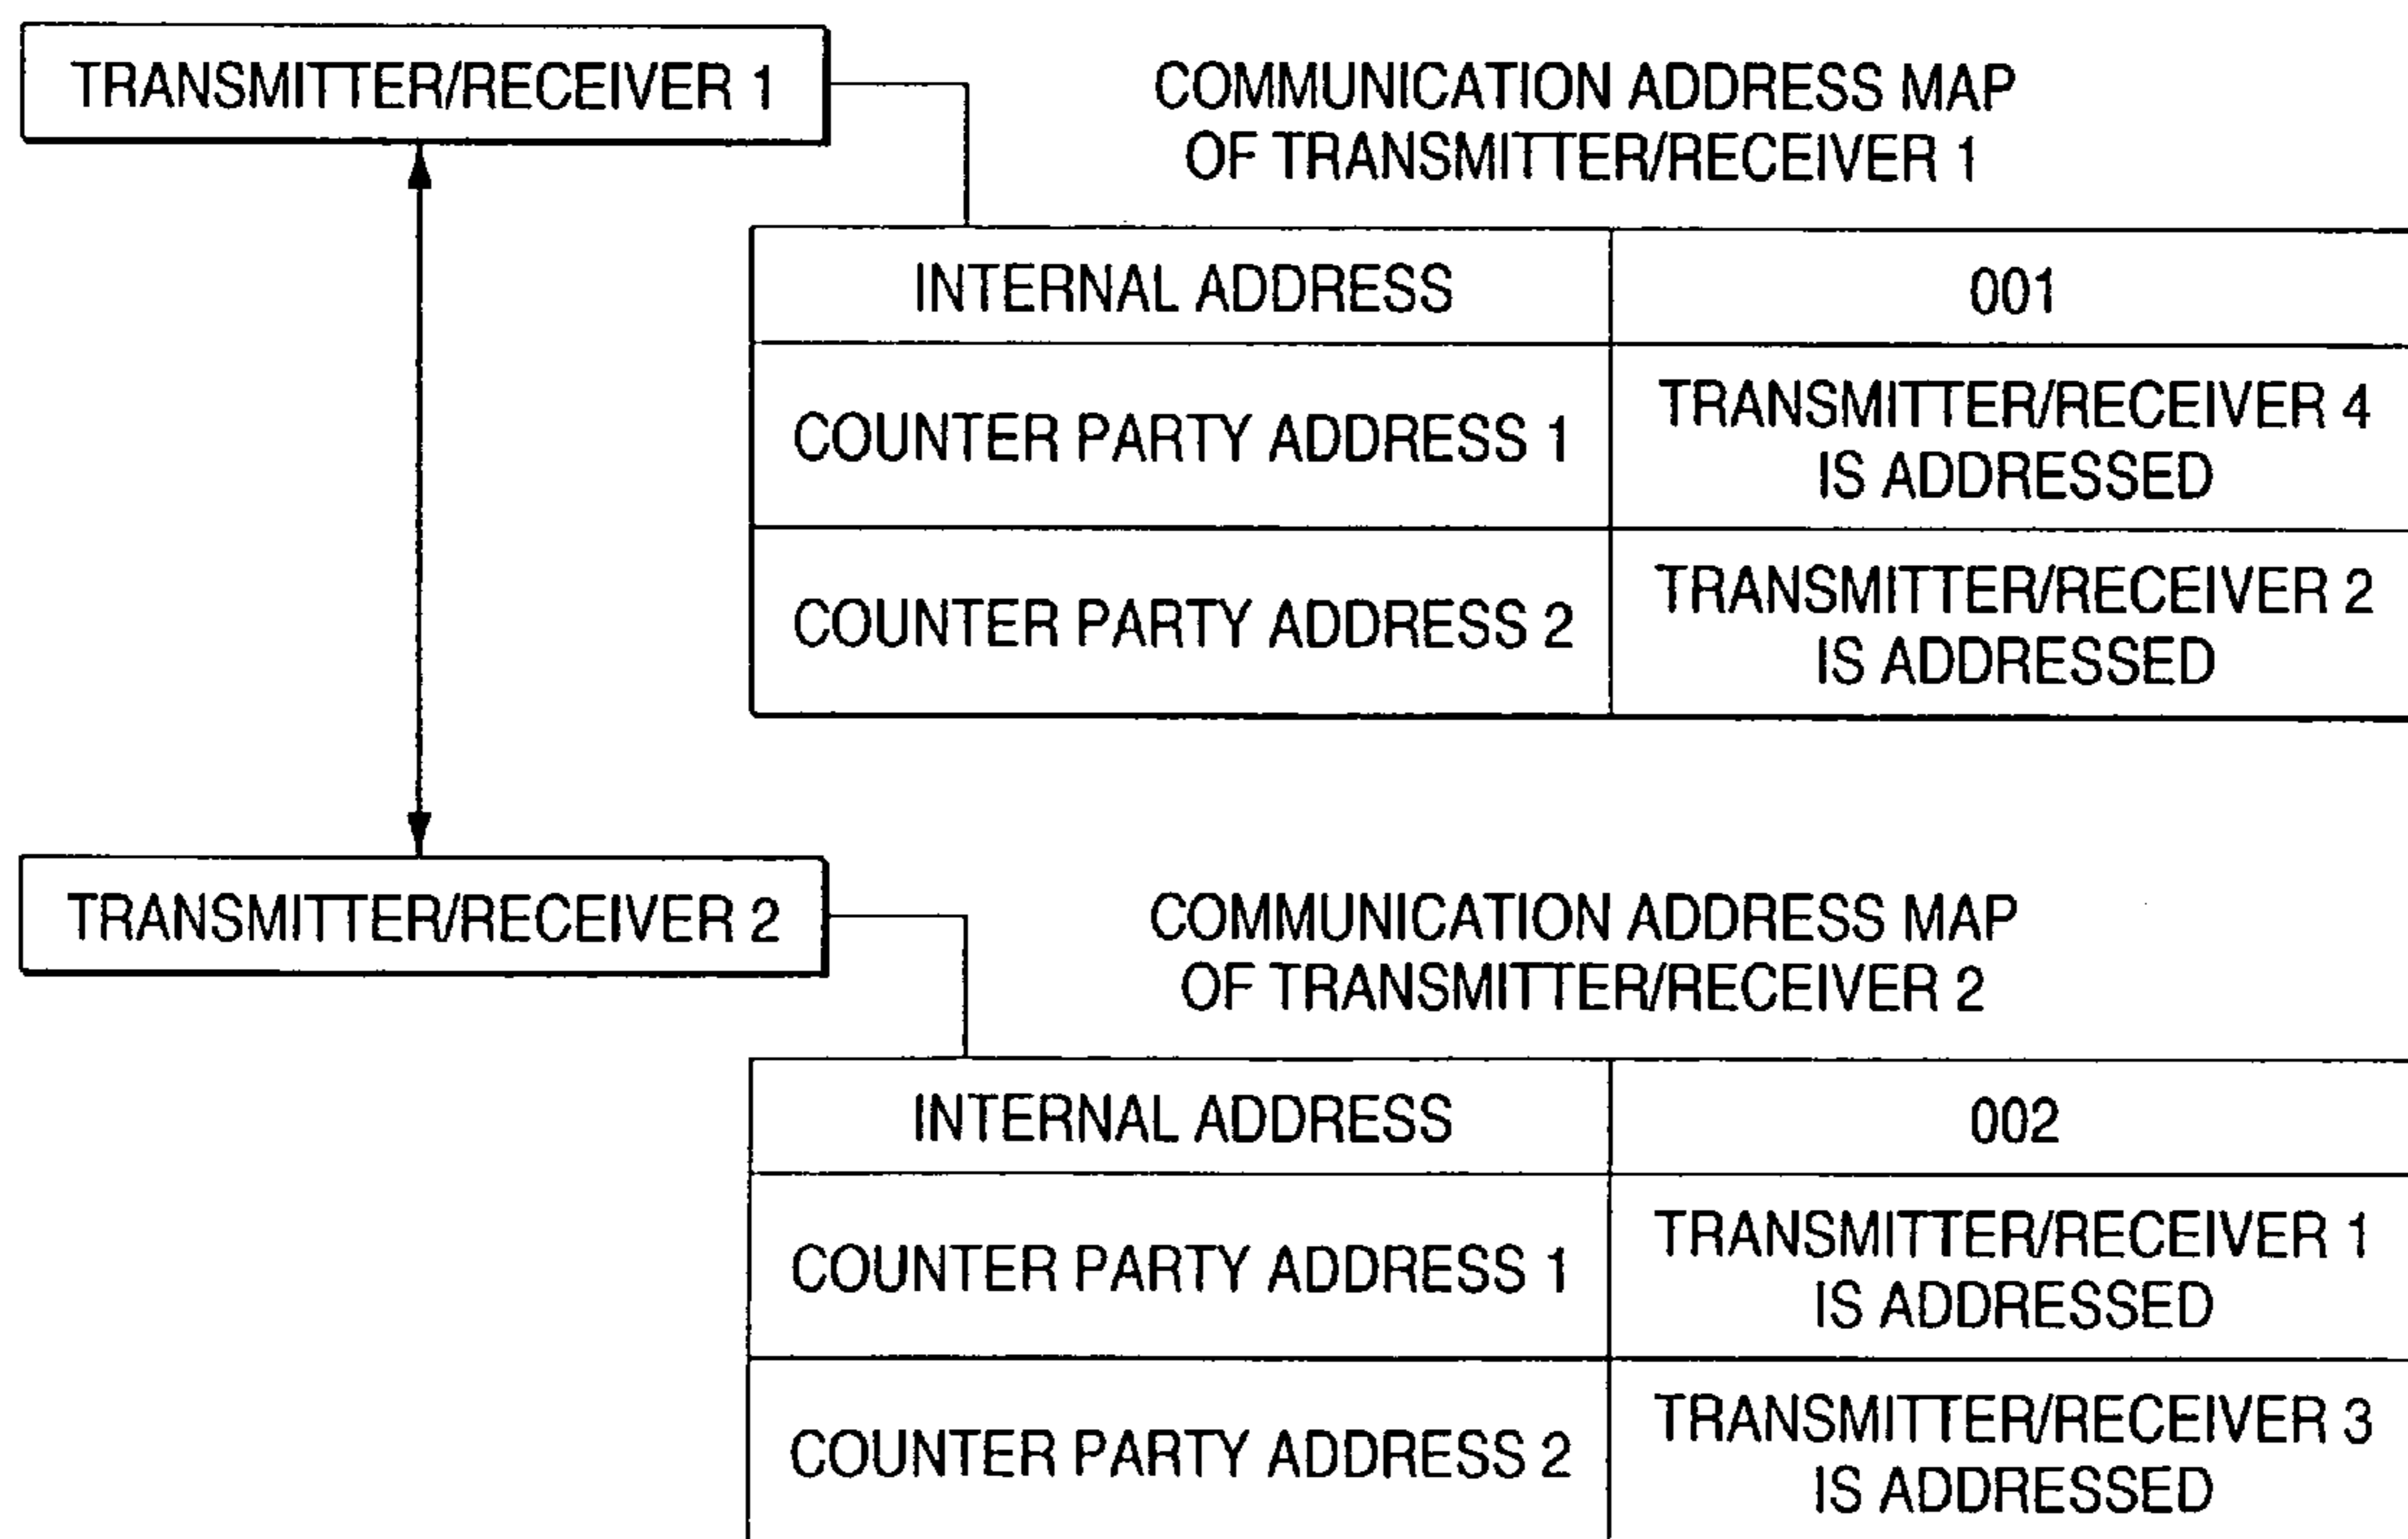 TRANSMITTER/RECEIVER 1
COMMUNICATION ADDRESS MAP
OF TRANSMITTER/RECEIVER 1
INTERNAL ADDRESS 001
COUNTER PARTY ADDRESS 1
TRANSMITTER/RECEIVER 4
IS ADDRESSED
COUNTER PARTY ADDRESS 2
TRANSMITTER/RECEIVER 2
IS ADDRESSED
TRANSMITTER/RECEIVER 2
COMMUNICATION ADDRESS MAP
OF TRANSMITTER/RECEIVER 2
INTERNAL ADDRESS 002
COUNTER PARTY ADDRESS 1
TRANSMITTER/RECEIVER 1
IS ADDRESSED
COUNTER PARTY ADDRESS 2
TRANSMITTER/RECEIVER 3
IS ADDRESSED